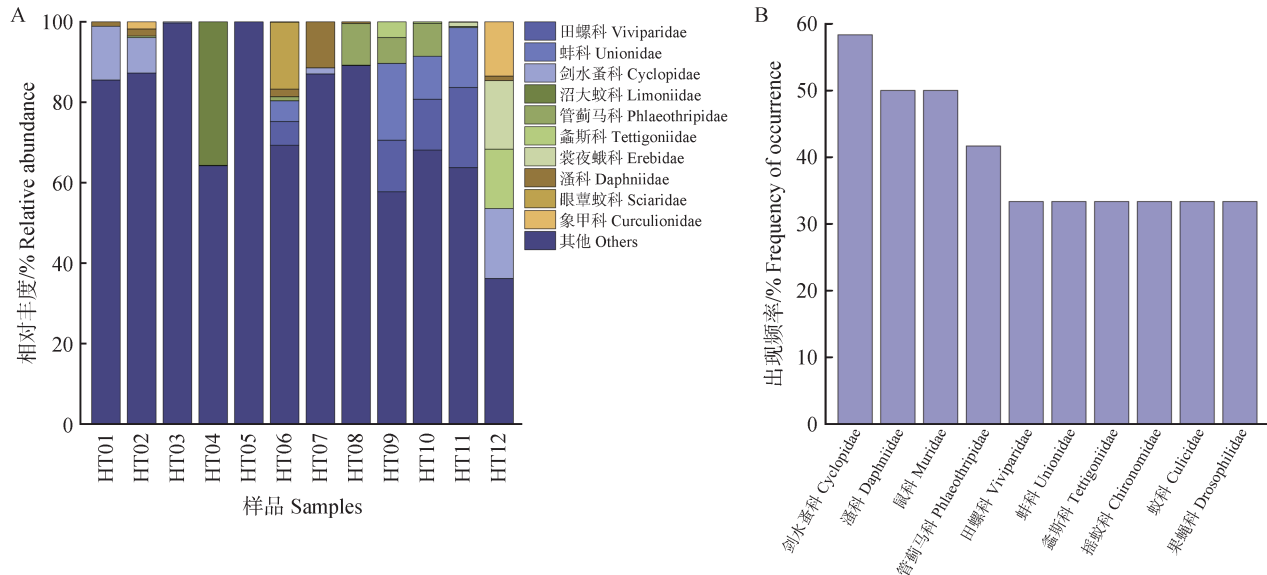 A
相对丰度/% Relative abundance
100
80
60
40
20
0
HT01
HT02
HT03
HT04
HT05
HT06
HT07
HT08
HT09
HT10
HT11
HT12
样品 Samples
田螺科 Viviparidae
蚌科 Unionidae
剑水蚤科 Cyclopidae
沼大蚊科 Limoniidae
管蓟马科 Phlaeothripidae
螽斯科 Tettigoniidae
裳夜蛾科 Erebidae
溞科 Daphniidae
眼蕈蚊科 Sciaridae
象甲科 Curculionidae
其他 Others
B
出现频率/% Frequency of occurrence
60
50
40
30
20
10
0
剑水蚤科 Cyclopidae
溞科 Daphniidae
鼠科 Muridae
管蓟马科 Phlaeothripidae
田螺科 Viviparidae
蚌科 Unionidae
螽斯科 Tettigoniidae
摇蚊科 Chironomidae
蚊科 Culicidae
果蝇科 Drosophilidae